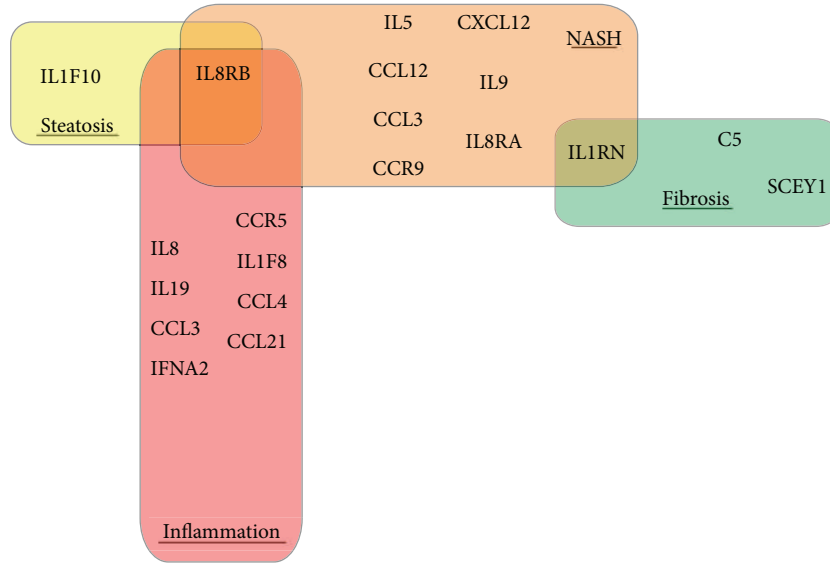 IL1F10
Steatosis
IL8RB
IL5
CXCL12
NASH
CCL12
IL9
CCL3
IL8RA
CCR9
IL1RN
C5
SCEY1
Fibrosis
CCR5
IL8
IL1F8
IL19
CCL4
CCL3
CCL21
IFNA2
Inflammation